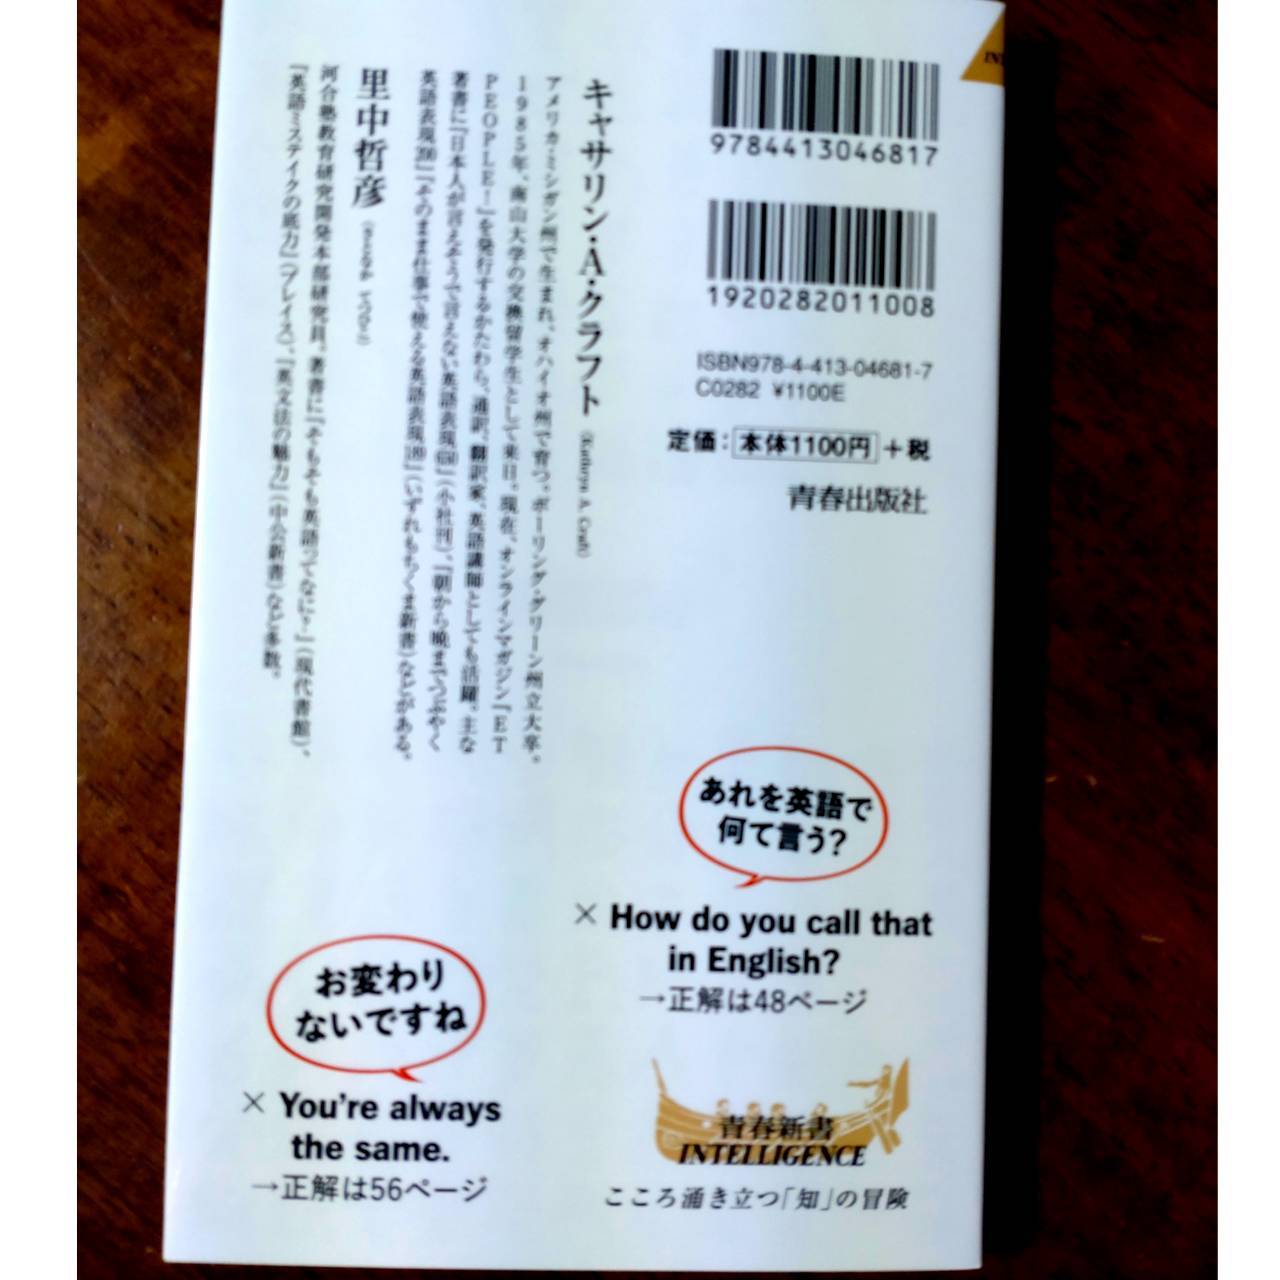 9784413046817
1920282011008
ISBN978-4-413-04681-7
C0282 ¥1100E
定価：本体1100円＋税
青春出版社
キャサリン・A・クラフト（Kathryn A. Craft）
アメリカ・ミシガン州で生まれ、オハイオ州で育つ。ボーリング・グリーン州立大卒。
1985年、南山大学の交換留学生として来日。現在、オンラインマガジン『ET
PEOPLE！』を発行するかたわら、通訳、翻訳家、英語講師としても活躍。主な
著書に『日本人が言えそうで言えない英語表現650』（小社刊）、『朝から晩までつぶやく
英語表現200』『そのまま仕事で使える英語表現189』（いずれもちくま新書）などがある。
里中哲彦（さとなか てつひこ）
河合塾教育研究開発本部研究員。著書に『そもそも英語ってなに？』（現代書館）、
『英語ミステイクの底力』（プレイス）、『英文法の魅力』（中公新書）など多数。
あれを英語で
何て言う？
× How do you call that
in English?
→正解は48ページ
お変わり
ないですね
× You're always
the same.
→正解は56ページ
青春新書
INTELLIGENCE
こころ涌き立つ「知」の冒険